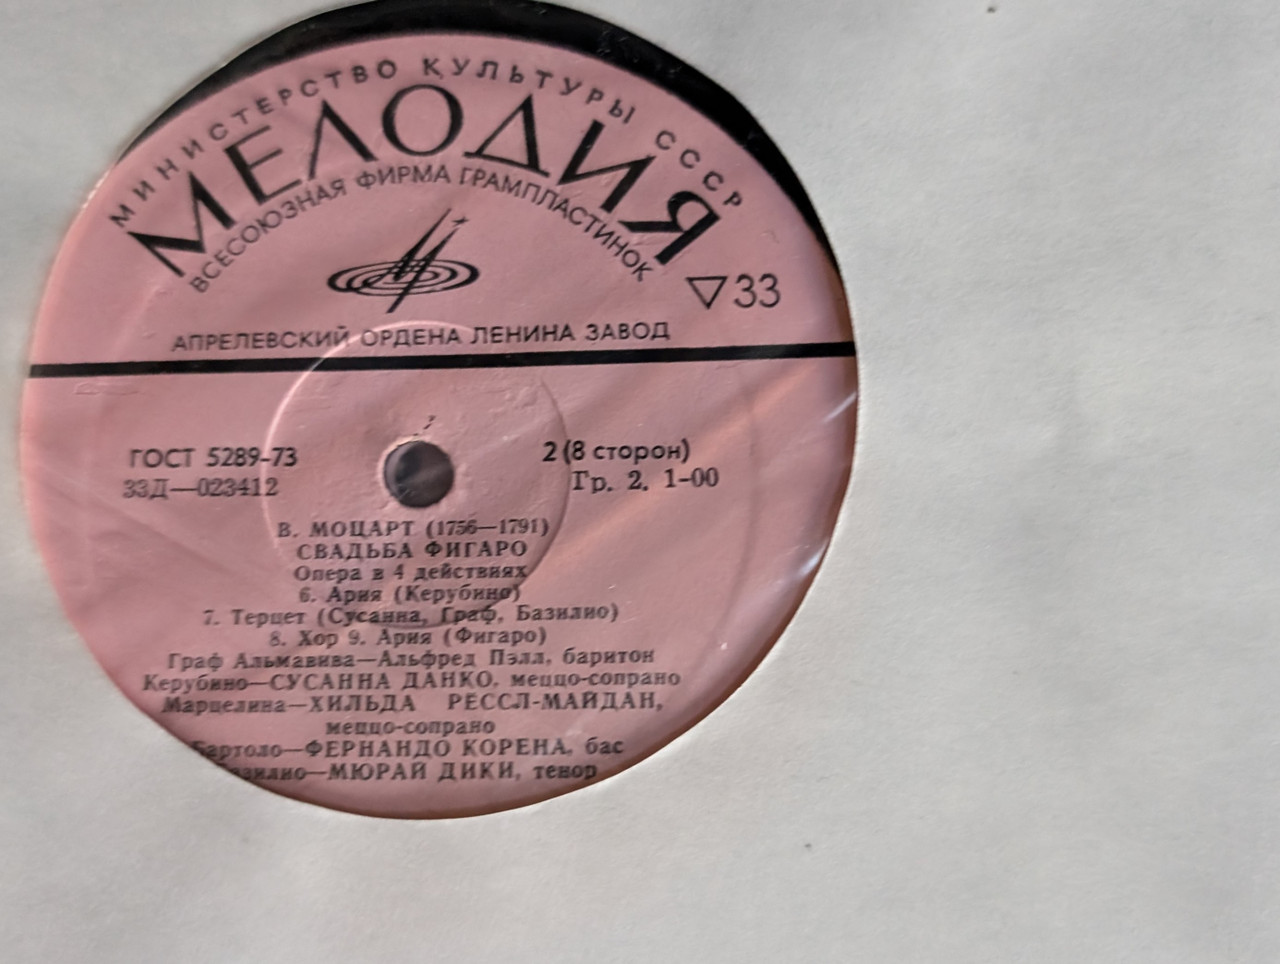 МИНИСТЕРСТВО КУЛЬТУРЫ СССР
МЕЛОДИЯ
ВСЕСОЮЗНАЯ ФИРМА ГРАМПЛАСТИНОК
33
АПРЕЛЕВСКИЙ ОРДЕНА ЛЕНИНА ЗАВОД
ГОСТ 5289-73 2 (8 сторон)
33Д—023412 Гр. 2. 1-00
В. МОЦАРТ (1756—1791)
СВАДЬБА ФИГАРО
Опера в 4 действиях
6. Ария (Керубино)
7. Терцет (Сусанна, Граф, Базилио)
8. Хор 9. Ария (Фигаро)
Граф Альмавива—Альфред Пэлл, баритон
Керубино—СУСАННА ДАНКО, меццо-сопрано
Марцелина—ХИЛЬДА РЕССЛ-МАЙДАН,
меццо-сопрано
Бартоло—ФЕРНАНДО КОРЕНА, бас
азилио—МЮРАЙ ДИКИ, тенор